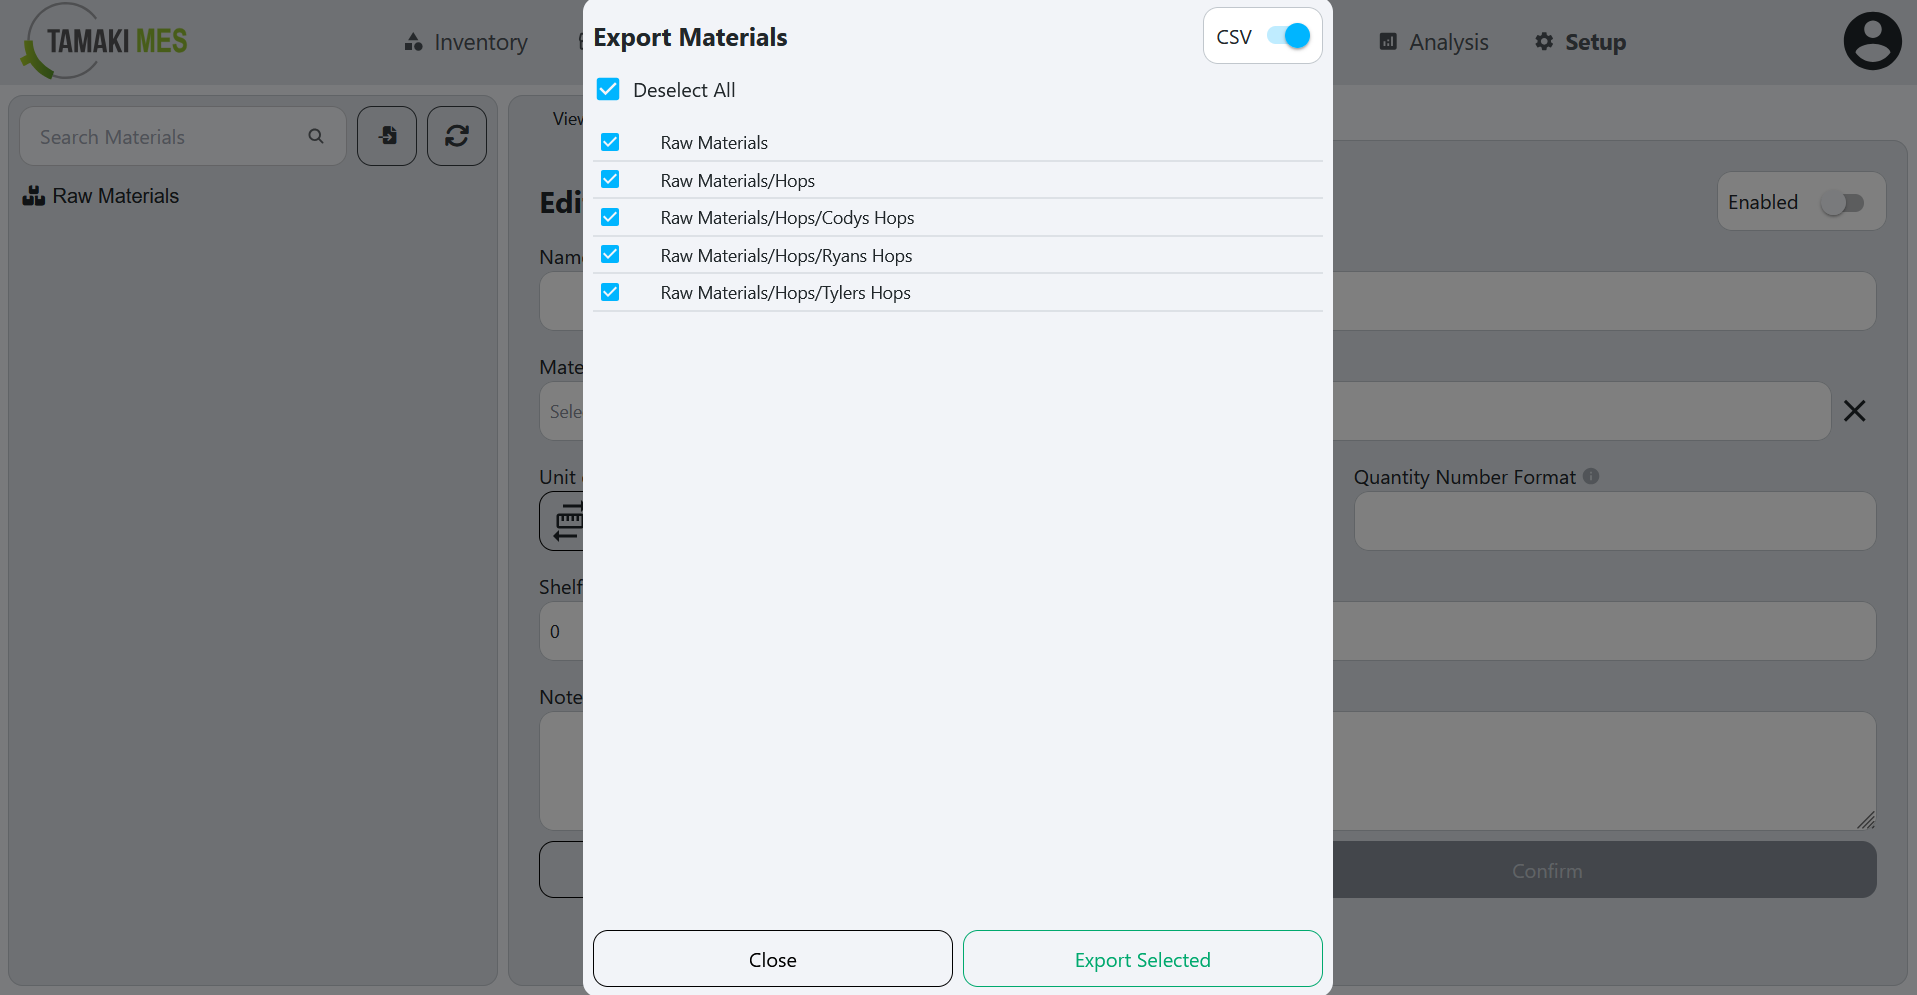 TAMAKI MES
Inventory
Analysis
Setup
Export Materials
CSV
Deselect All
Raw Materials
Raw Materials/Hops
Raw Materials/Hops/Codys Hops
Raw Materials/Hops/Ryans Hops
Raw Materials/Hops/Tylers Hops
Close
Export Selected
Search Materials
Raw Materials
View
Edi
Enabled
Name
Mate
Sele
Unit
Quantity Number Format
Shelf
0
Note
Confirm